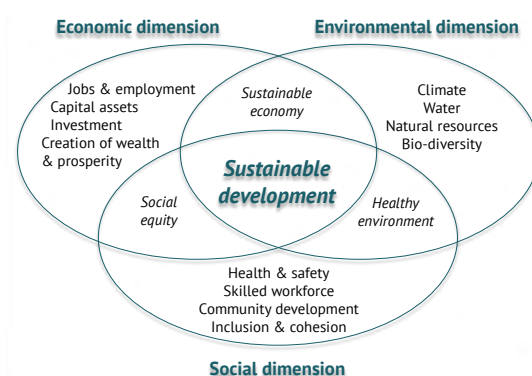 Economic dimension
Environmental dimension
Jobs & employment
Capital assets
Investment
Creation of wealth
& prosperity
Sustainable
economy
Climate
Water
Natural resources
Bio-diversity
Sustainable
development
Social
equity
Healthy
environment
Health & safety
Skilled workforce
Community development
Inclusion & cohesion
Social dimension